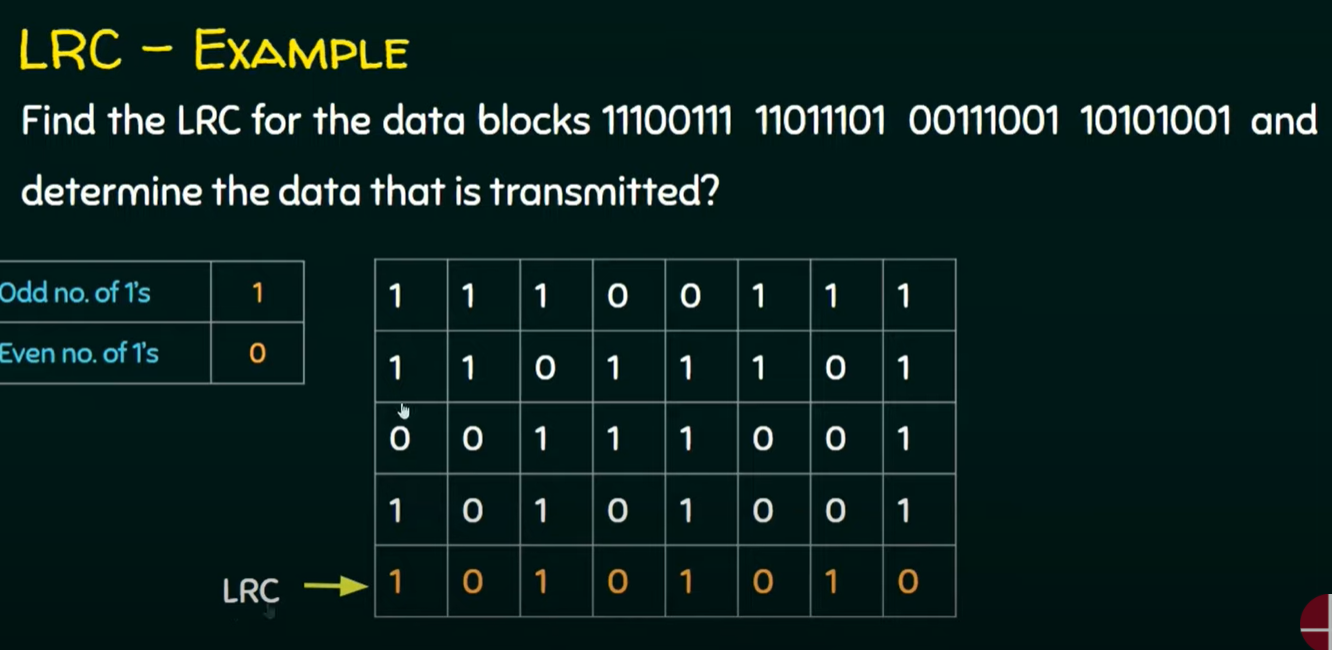 LRC – EXAMPLE
Find the LRC for the data blocks 11100111 11011101 00111001 10101001 and
determine the data that is transmitted?
Odd no. of 1's 1
Even no. of 1's 0
1 1 1 0 0 1 1 1
1 1 0 1 1 1 0 1
0 0 1 1 1 0 0 1
1 0 1 0 1 0 0 1
LRC 1 0 1 0 1 0 1 0